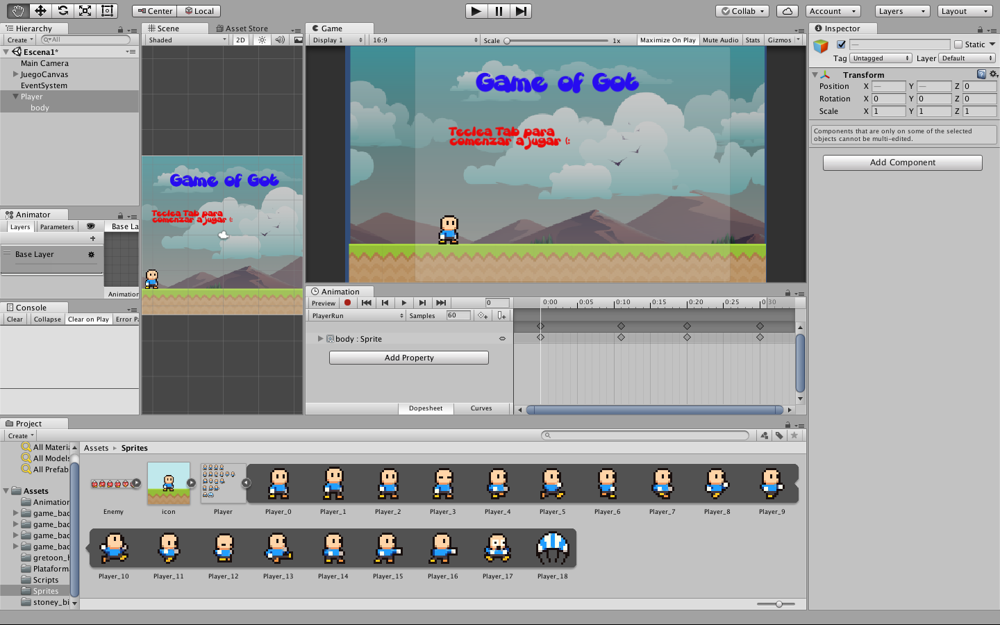 Center
Local
Collab
Account
Layers
Layout
Hierarchy
Create
All
Escena1*
Main Camera
JuegoCanvas
EventSystem
Player
body
Scene
Asset Store
Shaded
2D
Game of Got
Teclea Tab para
comenzar a jugar (:
Game
Display 1
16:9
Scale
1x
Maximize On Play
Mute Audio
Stats
Gizmos
Game of Got
Teclea Tab para
comenzar a jugar (:
Inspector
—
Static
Tag
Untagged
Layer
Default
Transform
Position X — Y — Z 0
Rotation X 0 Y 0 Z 0
Scale X 1 Y 1 Z 1
Components that are only on some of the selected
objects cannot be multi-edited.
Add Component
Animator
Layers
Parameters
Base La
Base Layer
Animation
Console
Clear
Collapse
Clear on Play
Error P
Animation
Preview
0
0:00 0:05 0:10 0:15 0:20 0:25 0:30
PlayerRun
Samples
60
body : Sprite
Add Property
Dopesheet
Curves
Project
Create
All Materi
All Models
All Prefab
Assets
Animation
game_bac
game_bac
game_bac
game_bac
gretoon_h
Plataform
Scripts
Sprites
stoney_bi
Assets ▸ Sprites
Enemy
icon
Player
Player_0
Player_1
Player_2
Player_3
Player_4
Player_5
Player_6
Player_7
Player_8
Player_9
Player_10
Player_11
Player_12
Player_13
Player_14
Player_15
Player_16
Player_17
Player_18